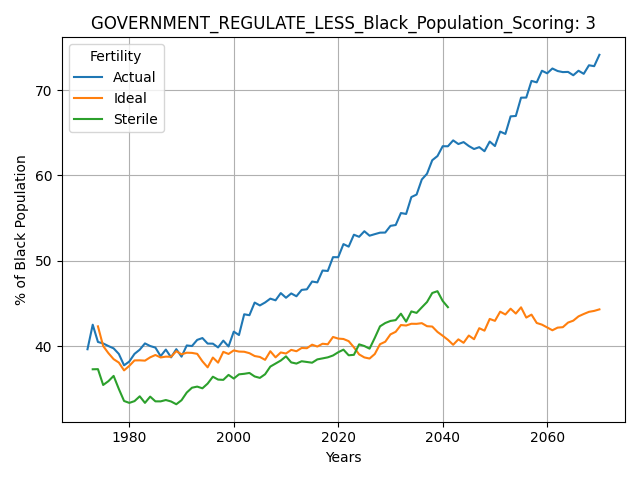 GOVERNMENT_REGULATE_LESS_Black_Population_Scoring: 3
Fertility
Actual
Ideal
Sterile
% of Black Population
70
60
50
40
1980
2000
2020
2040
2060
Years